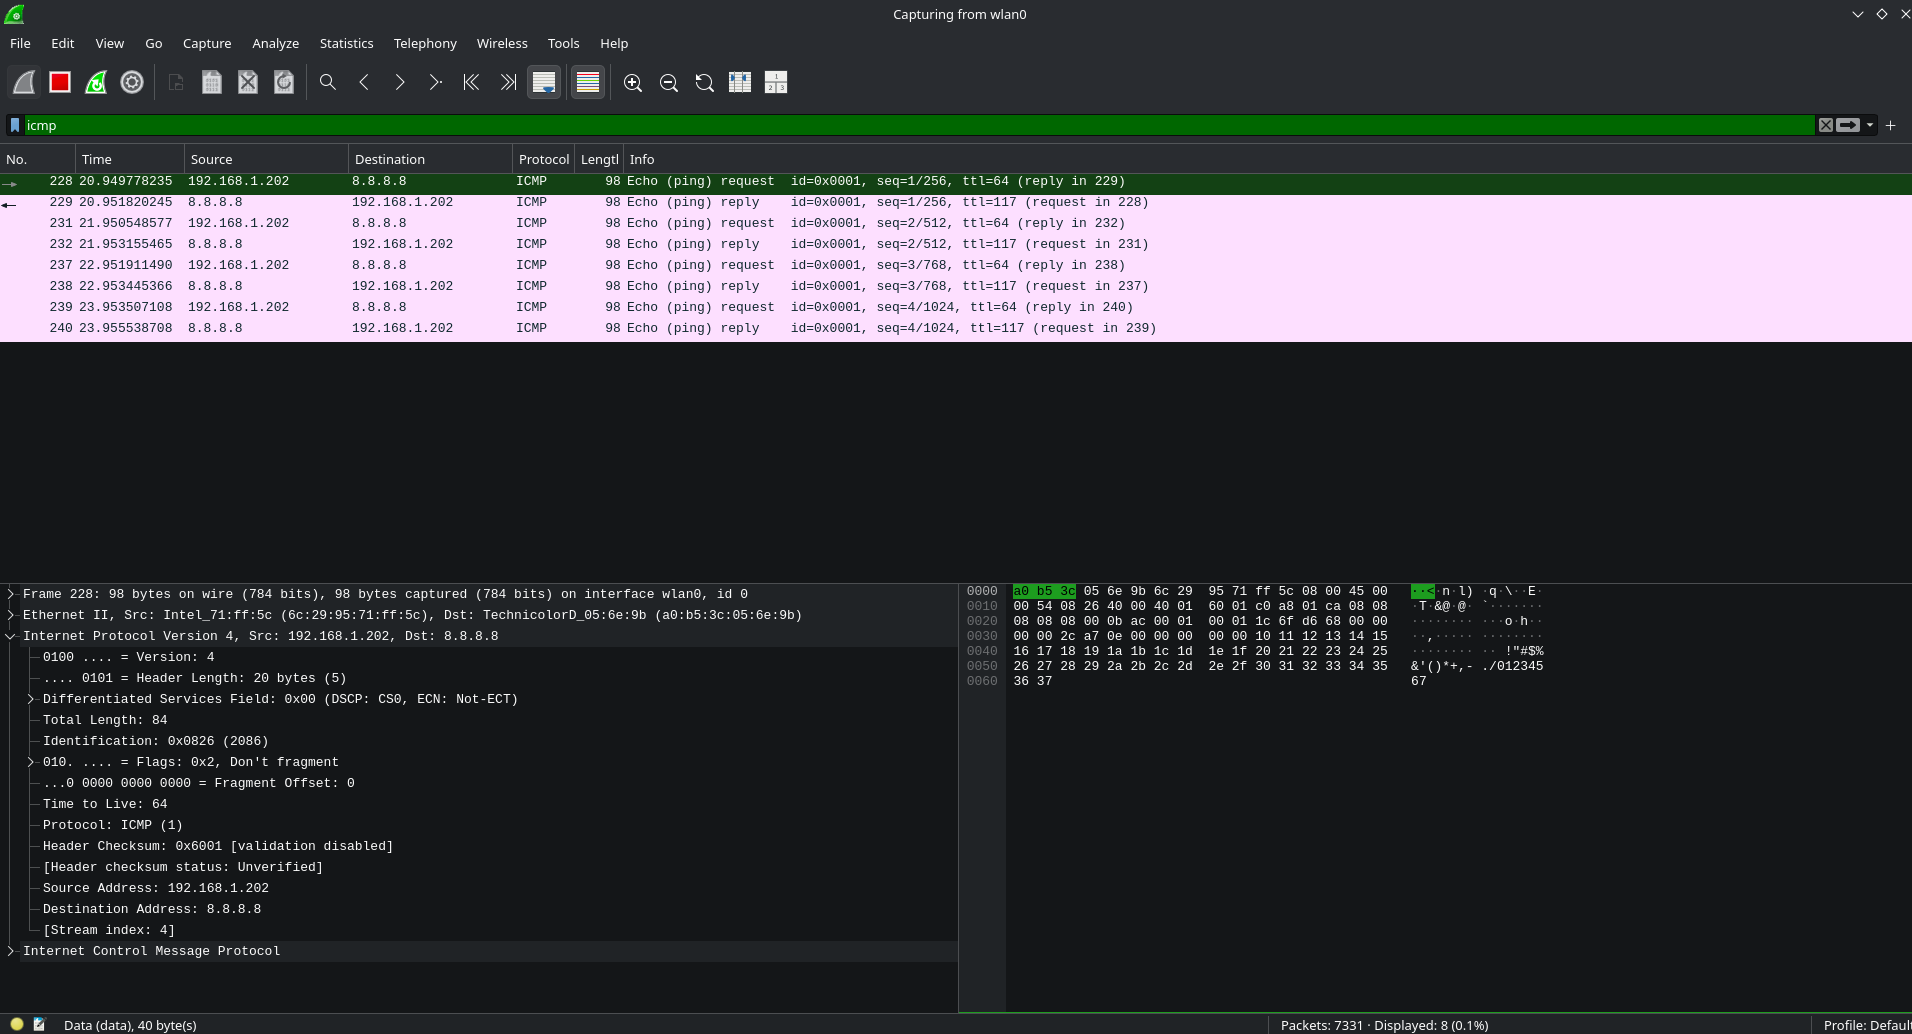 Capturing from wlan0
File Edit View Go Capture Analyze Statistics Telephony Wireless Tools Help
icmp
No. Time Source Destination Protocol Lengtl Info
228 20.949778235 192.168.1.202 8.8.8.8 ICMP 98 Echo (ping) request id=0x0001, seq=1/256, ttl=64 (reply in 229)
229 20.951820245 8.8.8.8 192.168.1.202 ICMP 98 Echo (ping) reply id=0x0001, seq=1/256, ttl=117 (request in 228)
231 21.950548577 192.168.1.202 8.8.8.8 ICMP 98 Echo (ping) request id=0x0001, seq=2/512, ttl=64 (reply in 232)
232 21.953155465 8.8.8.8 192.168.1.202 ICMP 98 Echo (ping) reply id=0x0001, seq=2/512, ttl=117 (request in 231)
237 22.951911490 192.168.1.202 8.8.8.8 ICMP 98 Echo (ping) request id=0x0001, seq=3/768, ttl=64 (reply in 238)
238 22.953445366 8.8.8.8 192.168.1.202 ICMP 98 Echo (ping) reply id=0x0001, seq=3/768, ttl=117 (request in 237)
239 23.953507108 192.168.1.202 8.8.8.8 ICMP 98 Echo (ping) request id=0x0001, seq=4/1024, ttl=64 (reply in 240)
240 23.955538708 8.8.8.8 192.168.1.202 ICMP 98 Echo (ping) reply id=0x0001, seq=4/1024, ttl=117 (request in 239)
Frame 228: 98 bytes on wire (784 bits), 98 bytes captured (784 bits) on interface wlan0, id 0
Ethernet II, Src: Intel_71:ff:5c (6c:29:95:71:ff:5c), Dst: TechnicolorD_05:6e:9b (a0:b5:3c:05:6e:9b)
Internet Protocol Version 4, Src: 192.168.1.202, Dst: 8.8.8.8
0100 .... = Version: 4
.... 0101 = Header Length: 20 bytes (5)
Differentiated Services Field: 0x00 (DSCP: CS0, ECN: Not-ECT)
Total Length: 84
Identification: 0x0826 (2086)
010. .... = Flags: 0x2, Don't fragment
...0 0000 0000 0000 = Fragment Offset: 0
Time to Live: 64
Protocol: ICMP (1)
Header Checksum: 0x6001 [validation disabled]
[Header checksum status: Unverified]
Source Address: 192.168.1.202
Destination Address: 8.8.8.8
[Stream index: 4]
Internet Control Message Protocol
0000 a0 b5 3c 05 6e 9b 6c 29 95 71 ff 5c 08 00 45 00 ··<·n·l) ·q·\··E·
0010 00 54 08 26 40 00 40 01 60 01 c0 a8 01 ca 08 08 ·T·&@·@· `·······
0020 08 08 08 00 0b ac 00 01 00 01 1c 6f d6 68 00 00 ········ ···o·h··
0030 00 00 2c a7 0e 00 00 00 00 00 10 11 12 13 14 15 ··,····· ········
0040 16 17 18 19 1a 1b 1c 1d 1e 1f 20 21 22 23 24 25 ········ ·· !"#$%
0050 26 27 28 29 2a 2b 2c 2d 2e 2f 30 31 32 33 34 35 &'()*+,- ./012345
0060 36 37 67
Data (data), 40 byte(s)
Packets: 7331 · Displayed: 8 (0.1%)
Profile: Defaul